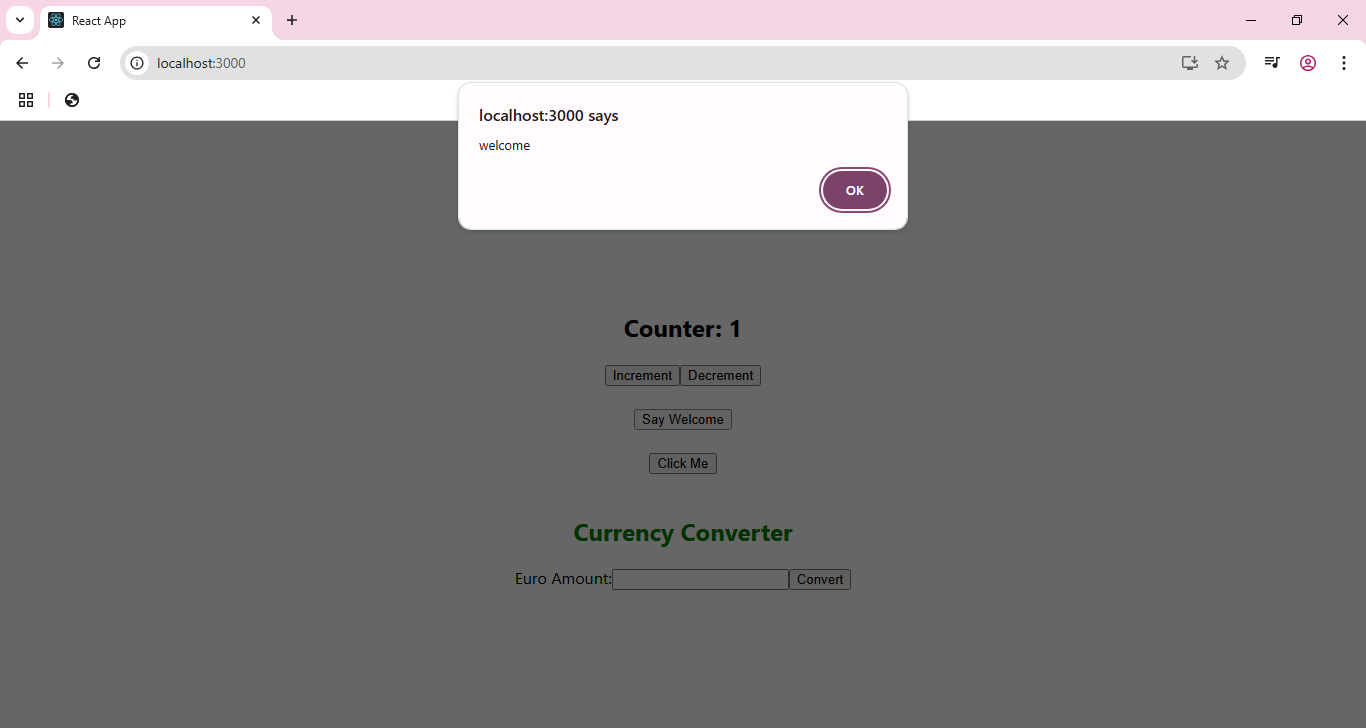 React App
localhost:3000
localhost:3000 says
welcome
OK
Counter: 1
Increment Decrement
Say Welcome
Click Me
Currency Converter
Euro Amount: Convert